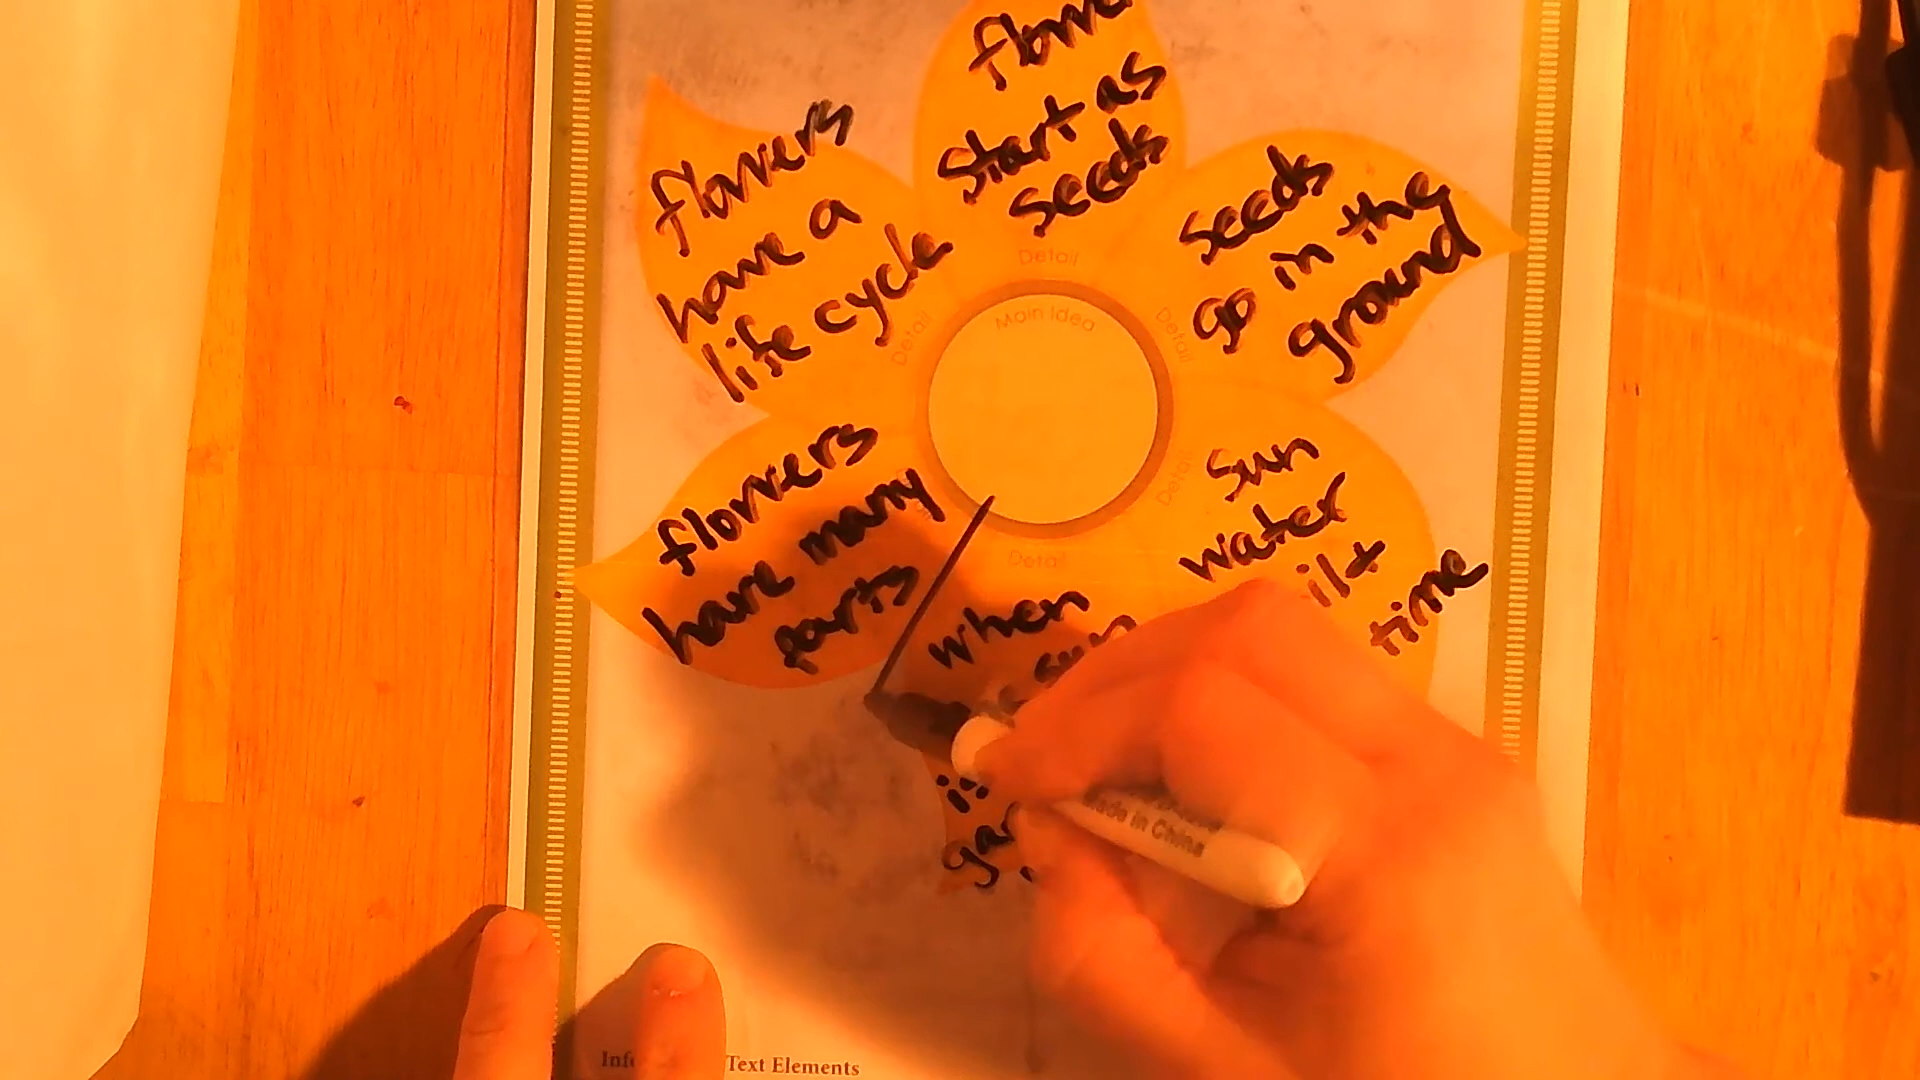 flowers
have a
life cycle
start as
seeds
seeds
go in the
ground
Detail
Main Idea
Detail
Detail
Detail
Detail
sun
water
time
flowers
have many
parts
when
sun
Made in China
Text Elements